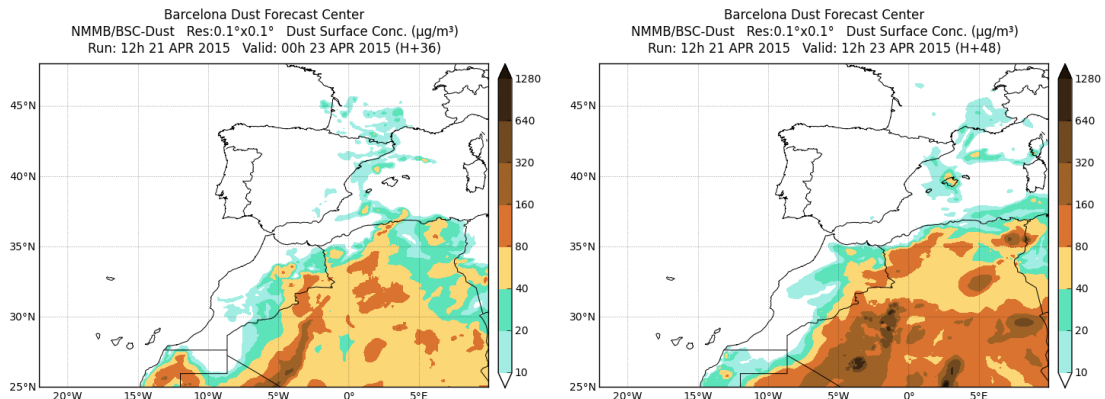 Barcelona Dust Forecast Center
NMMB/BSC-Dust Res:0.1°x0.1° Dust Surface Conc. (μg/m³)
Run: 12h 21 APR 2015 Valid: 00h 23 APR 2015 (H+36)
45°N
40°N
35°N
30°N
25°N
20°W
15°W
10°W
5°W
0°
5°E
1280
640
320
160
80
40
20
10
Barcelona Dust Forecast Center
NMMB/BSC-Dust Res:0.1°x0.1° Dust Surface Conc. (μg/m³)
Run: 12h 21 APR 2015 Valid: 12h 23 APR 2015 (H+48)
45°N
40°N
35°N
30°N
25°N
20°W
15°W
10°W
5°W
0°
5°E
1280
640
320
160
80
40
20
10